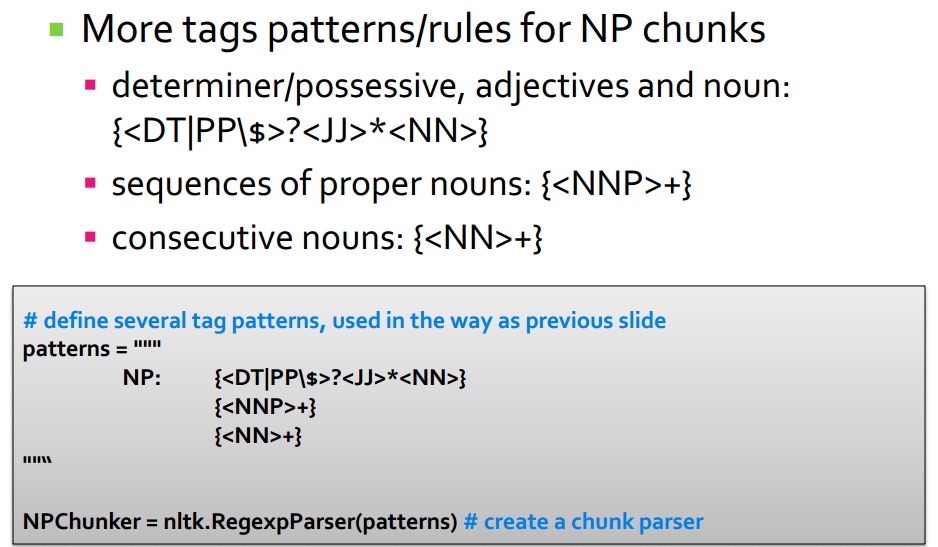 More tags patterns/rules for NP chunks
determiner/possessive, adjectives and noun:
{<DT|PP\$>?<JJ>*<NN>}
sequences of proper nouns: {<NNP>+}
consecutive nouns: {<NN>+}
# define several tag patterns, used in the way as previous slide
patterns = """
NP: {<DT|PP\$>?<JJ>*<NN>}
{<NNP>+}
{<NN>+}
""“
NPChunker = nltk.RegexpParser(patterns) # create a chunk parser